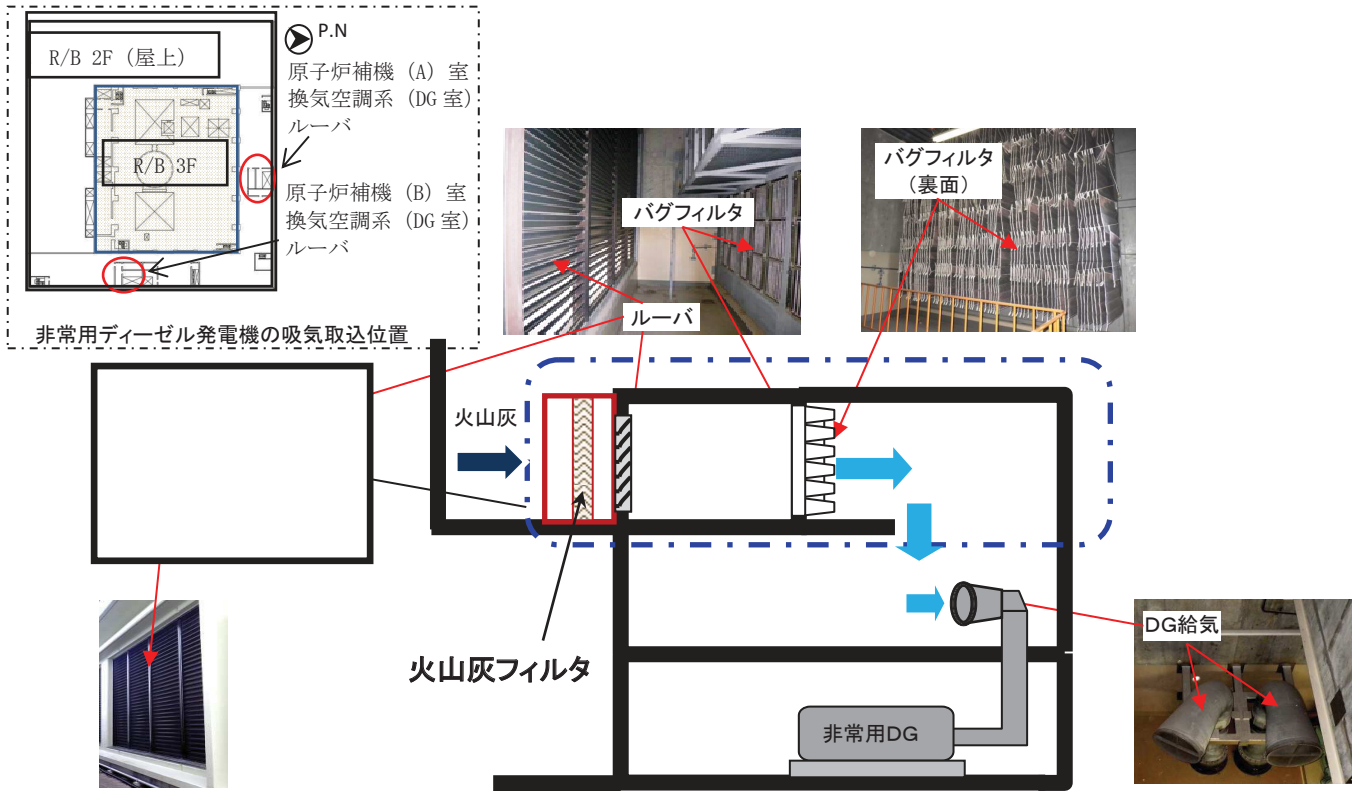 R/B 2F (屋上)
P.N
原子炉補機 (A) 室
換気空調系 (DG 室)
ルーバ
R/B 3F
原子炉補機 (B) 室
換気空調系 (DG 室)
ルーバ
非常用ディーゼル発電機の吸気取込位置
バグフィルタ
ルーバ
バグフィルタ
(裏面)
火山灰
火山灰フィルタ
DG給気
非常用DG